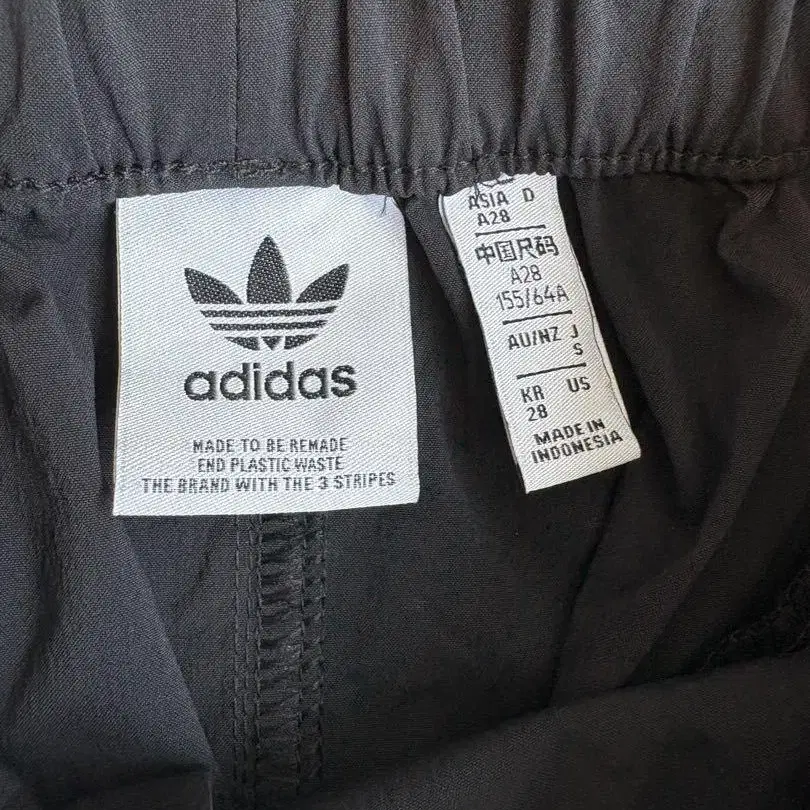 adidas
MADE TO BE REMADE
END PLASTIC WASTE
THE BRAND WITH THE 3 STRIPES
ASIA D
A28
中国尺码
A28
155/64A
AU/NZ J
S
KR US
28
MADE IN
INDONESIA